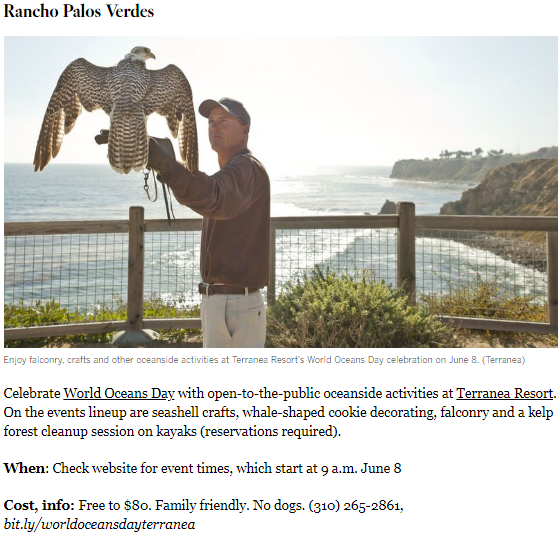 Rancho Palos Verdes
Enjoy falconry, crafts and other oceanside activities at Terranea Resort's World Oceans Day celebration on June 8. (Terranea)
Celebrate World Oceans Day with open-to-the-public oceanside activities at Terranea Resort.
On the events lineup are seashell crafts, whale-shaped cookie decorating, falconry and a kelp
forest cleanup session on kayaks (reservations required).
When: Check website for event times, which start at 9 a.m. June 8
Cost, info: Free to $80. Family friendly. No dogs. (310) 265-2861,
bit.ly/worldoceansdayterranea